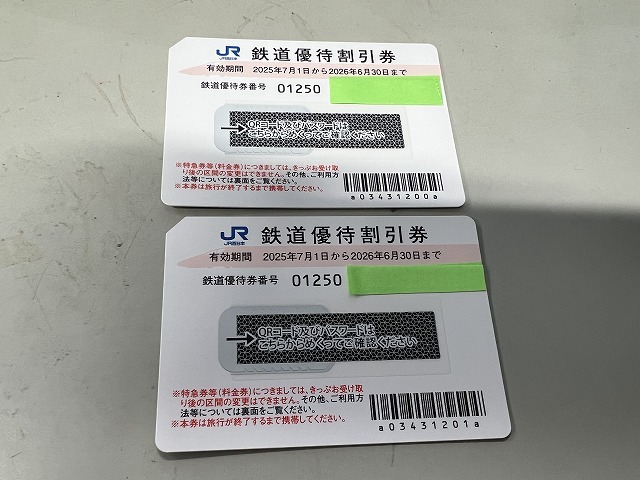 JR
JR西日本
鉄道優待割引券
有効期間 2025年7月1日から2026年6月30日まで
鉄道優待券番号 01250
QRコード及びパスワードは
こちらからめくってご確認ください
※特急券等(料金券)につきましては、きっぷお受け取
り後の区間の変更はできません。その他、ご利用方
法等については裏面をご覧ください。
※本券は旅行が終了するまで携帯してください。
a03431200a
JR
JR西日本
鉄道優待割引券
有効期間 2025年7月1日から2026年6月30日まで
鉄道優待券番号 01250
QRコード及びパスワードは
こちらからめくってご確認ください
※特急券等(料金券)につきましては、きっぷお受け取
り後の区間の変更はできません。その他、ご利用方
法等については裏面をご覧ください。
※本券は旅行が終了するまで携帯してください。
a03431201a